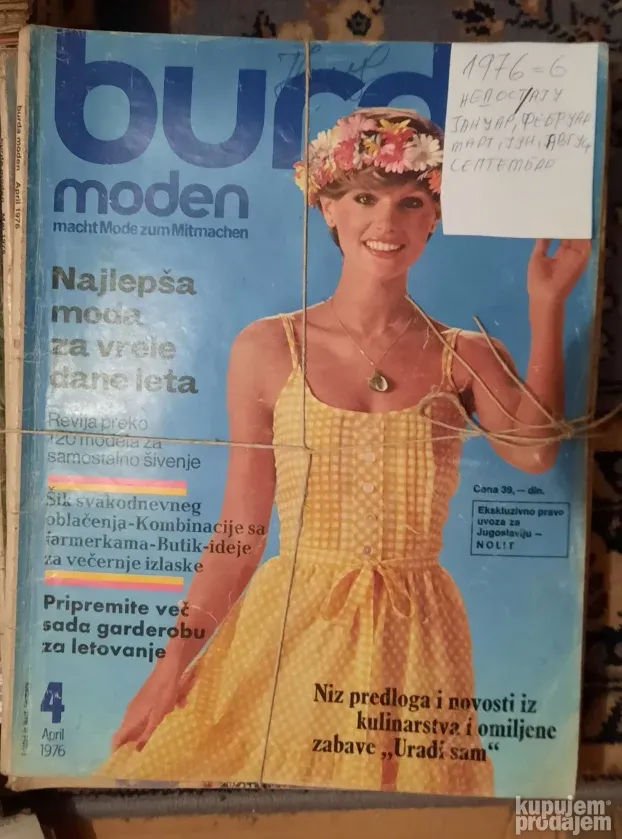 burd
moden
macht Mode zum Mitmachen
1976=6
НЕДОСТАЈУ
ЈАНУАР, ФЕБРУАР
МАРТ, ЈУН, АВГУ
СЕПТЕМБАР
burda moden April 1976
Najlepša
moda
za vrele
dane leta
Revija preko
120 modela za
samostalno šivenje
Šik svakodnevnog
oblačenja-Kombinacije sa
farmerkama-Butik-ideje
za večernje izlaske
Cena 39,— din.
Ekskluzivno pravo
uvoza za
Jugoslaviju —
NOLIT
Pripremite več
sada garderobu
za letovanje
4
April
1976
Niz predloga i novosti iz
kulinarstva i omiljene
zabave „Uradi sam“
kupujem
prodajem